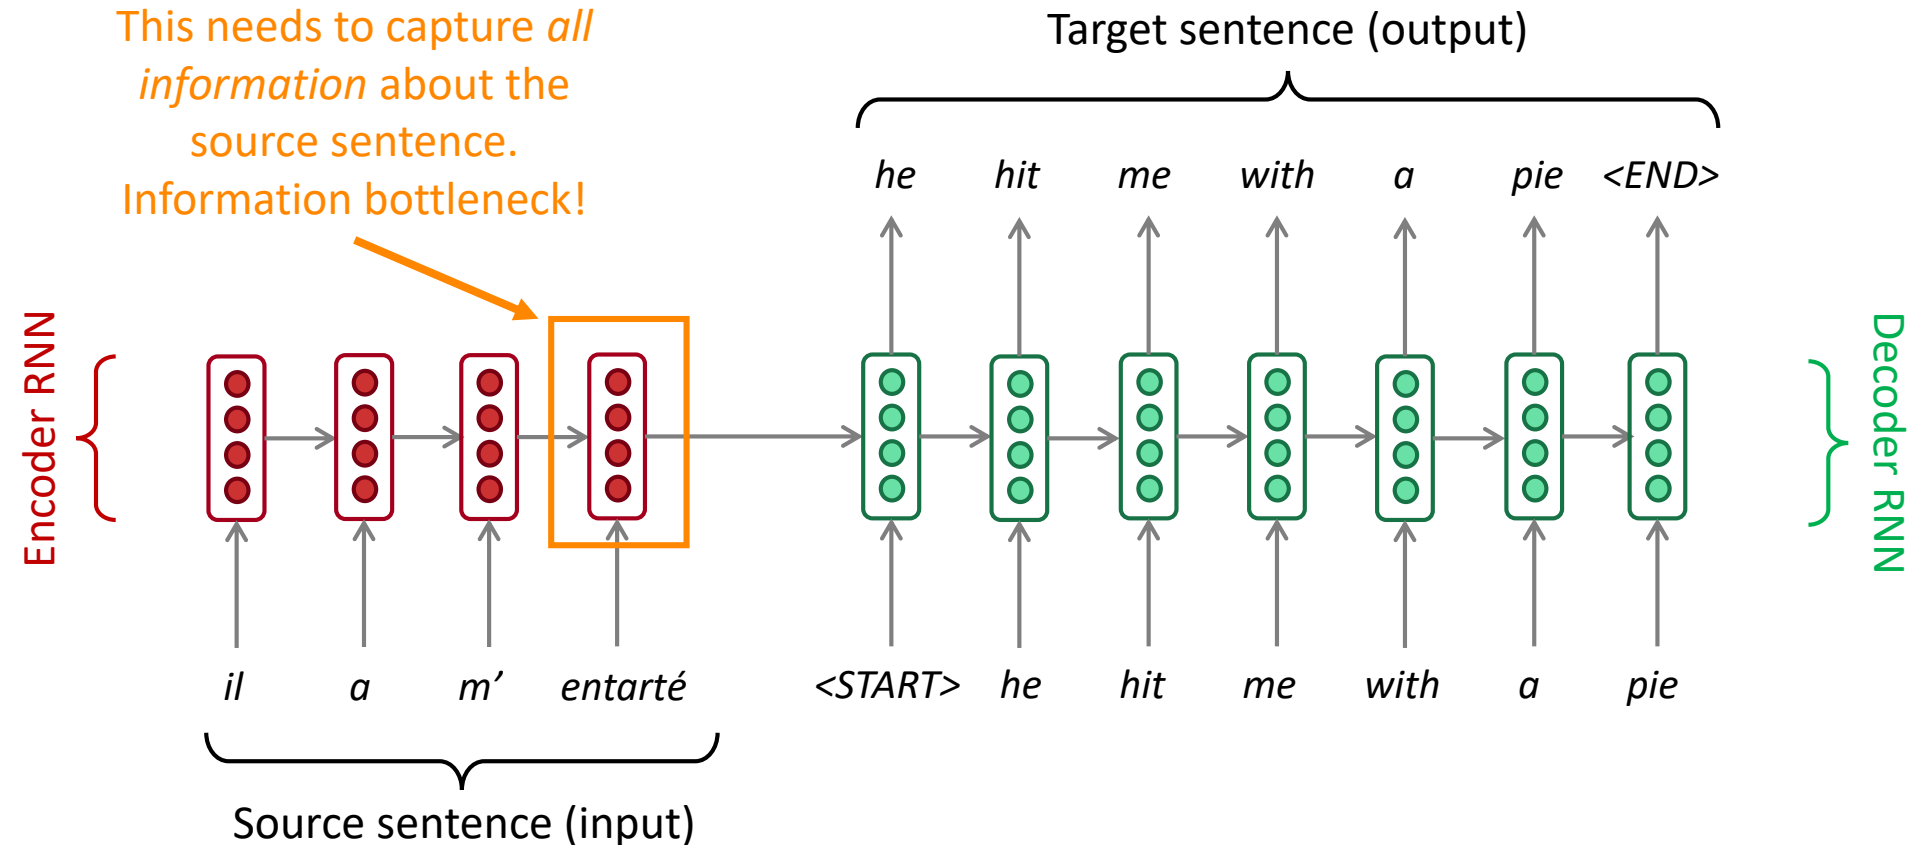 This needs to capture all
information about the
source sentence.
Information bottleneck!
Target sentence (output)
he hit me with a pie <END>
Encoder RNN
Decoder RNN
il a m’ entarté
<START> he hit me with a pie
Source sentence (input)